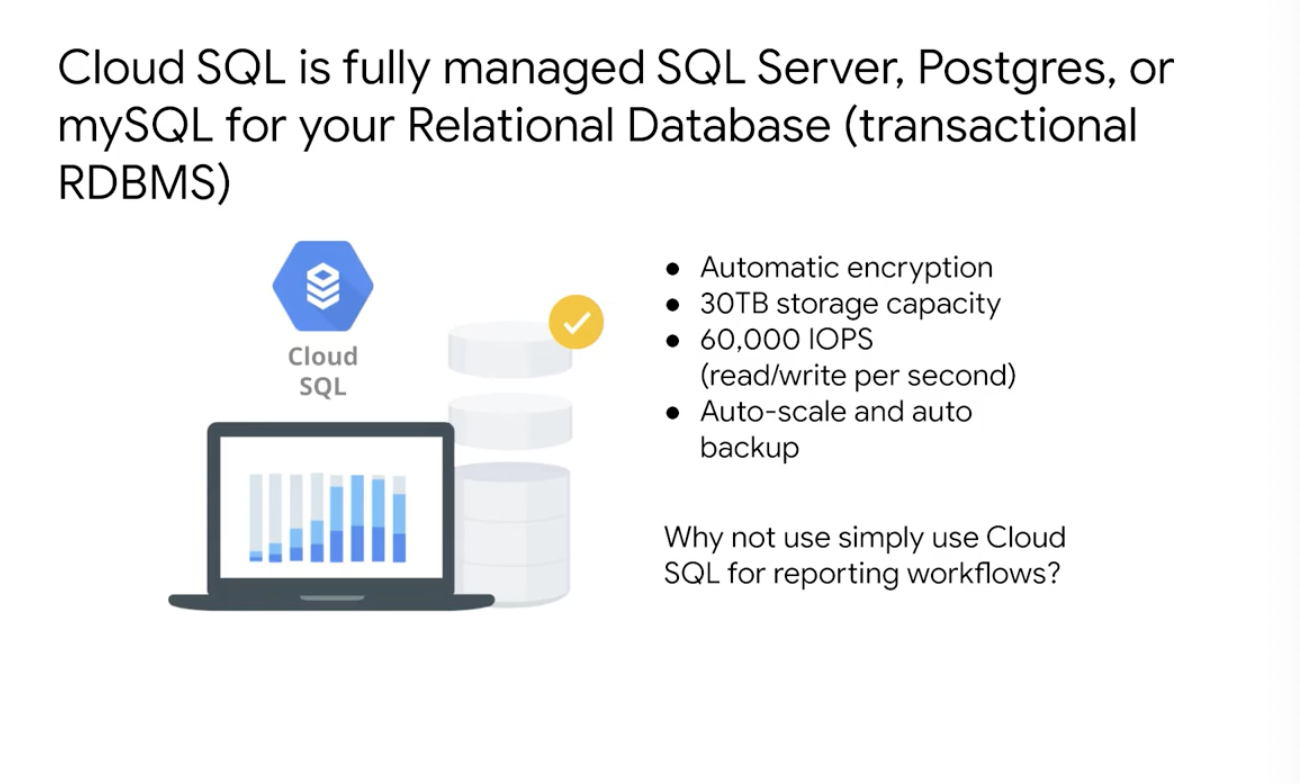 Cloud SQL is fully managed SQL Server, Postgres, or
mySQL for your Relational Database (transactional
RDBMS)
Cloud
SQL
● Automatic encryption
● 30TB storage capacity
● 60,000 IOPS
(read/write per second)
● Auto-scale and auto
backup
Why not use simply use Cloud
SQL for reporting workflows?